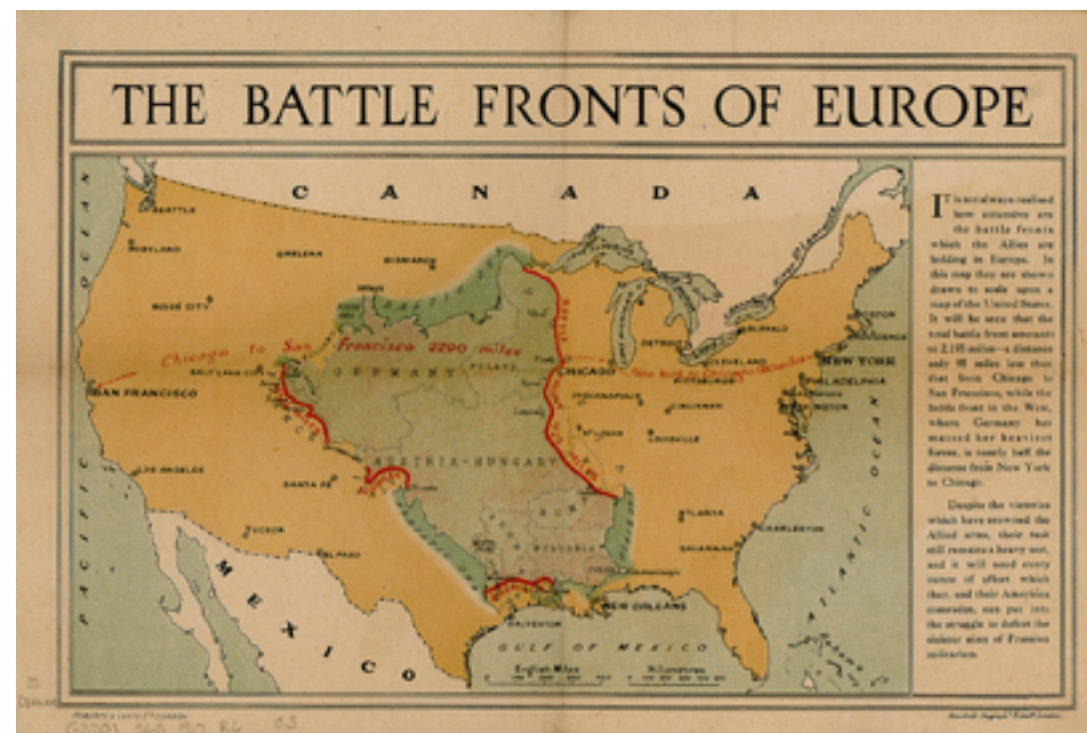 THE BATTLE FRONTS OF EUROPE
CANADA
SEATTLE
PORTLAND
HELENA
BISMARCK
BOISE CITY
BALTIC SEA
Chicago to San Francisco 2200 miles
GERMANY
POLAND
SALT LAKE CITY
SAN FRANCISCO
CHICAGO
DETROIT
BUFFALO
CLEVELAND
PITTSBURGH
BOSTON
PROVIDENCE
NEW YORK
PHILADELPHIA
New York to Chicago
INDIANAPOLIS
CINCINNATI
ST LOUIS
LOUISVILLE
AUSTRIA-HUNGARY
LOS ANGELES
SANTA FE
TUCSON
EL PASO
ATLANTA
CHARLESTON
SAVANNAH
BULGARIA
NEW ORLEANS
GALVESTON
GULF OF MEXICO
MEXICO
PACIFIC OCEAN
ATLANTIC OCEAN
Bahama
English Miles
Kilometres
IT is not always realised
how extensive are
the battle fronts
which the Allies are
holding in Europe. In
this map they are shown
drawn to scale upon a
map of the United States.
It will be seen that the
total battle front amounts
to 2,105 miles—a distance
only 95 miles less than
that from Chicago to
San Francisco, while the
battle front in the West,
where Germany has
massed her heaviest
forces, is nearly half the
distance from New York
to Chicago.
Despite the victories
which have crowned the
Allied arms, their task
still remains a heavy one,
and it will need every
ounce of effort which
they, and their American
comrades, can put into
the struggle to defeat the
sinister aims of Prussian
militarism.